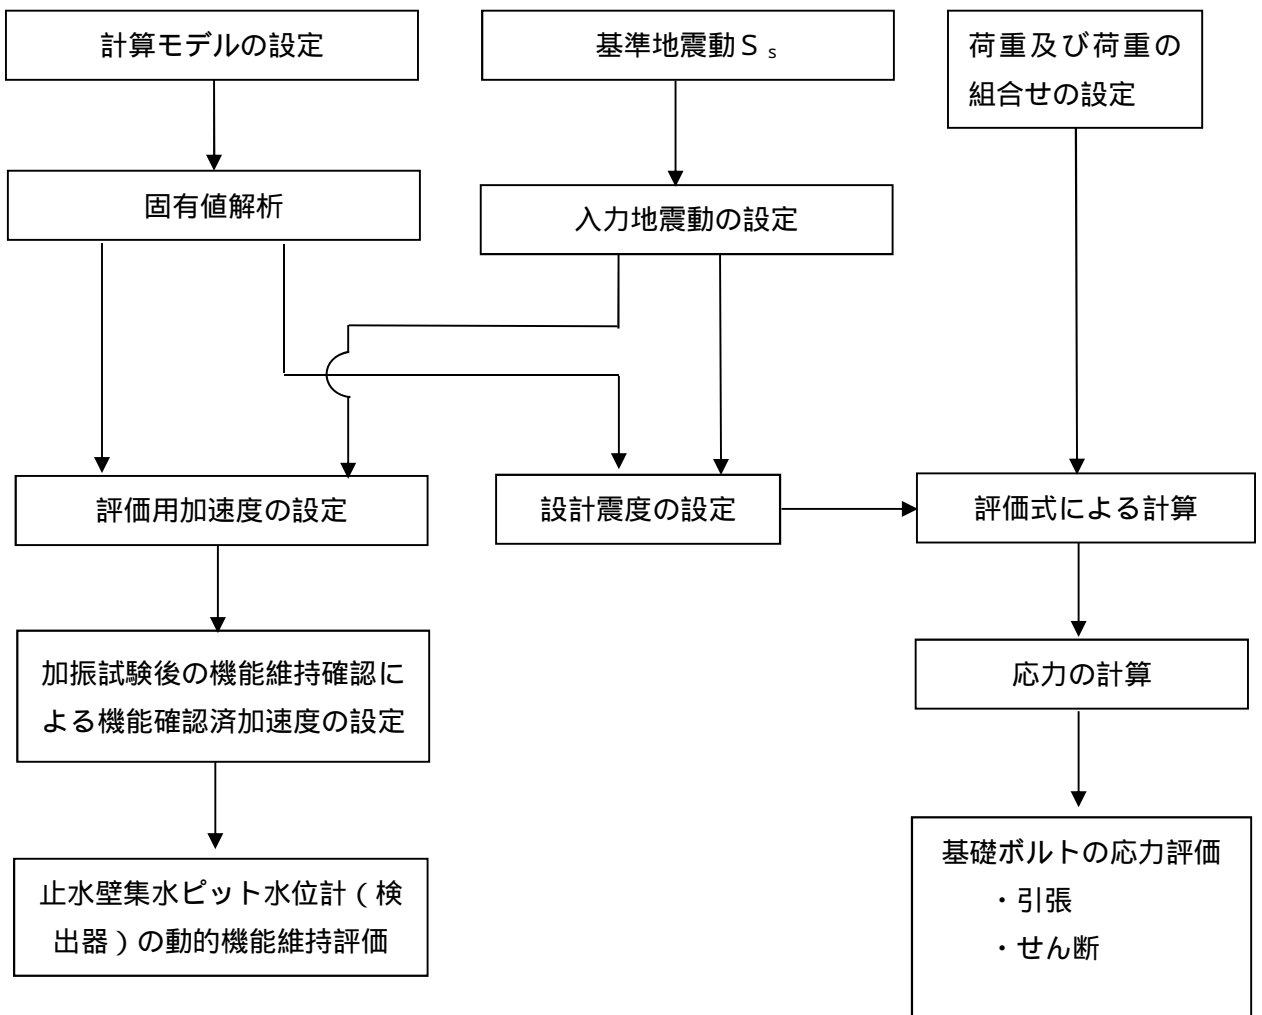 計算モデルの設定
基準地震動Ｓｓ
荷重及び荷重の
組合せの設定
固有値解析
入力地震動の設定
評価用加速度の設定
設計震度の設定
評価式による計算
加振試験後の機能維持確認に
よる機能確認済加速度の設定
応力の計算
止水壁集水ピット水位計（検
出器）の動的機能維持評価
基礎ボルトの応力評価
・引張
・せん断